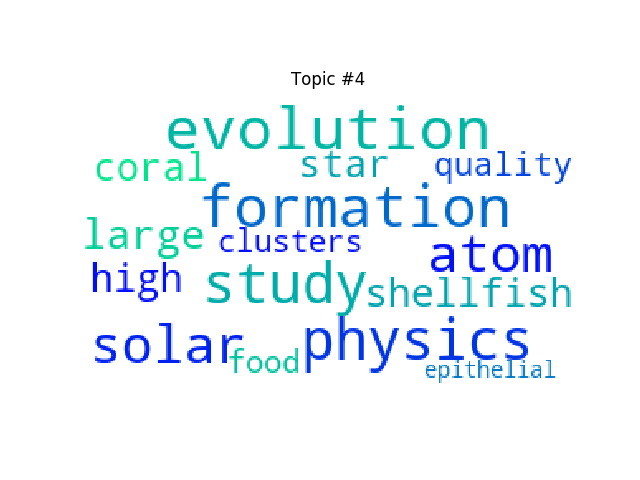 Topic #4
evolution
coral star quality
formation
large clusters atom
high study shellfish
solar physics
food epithelial